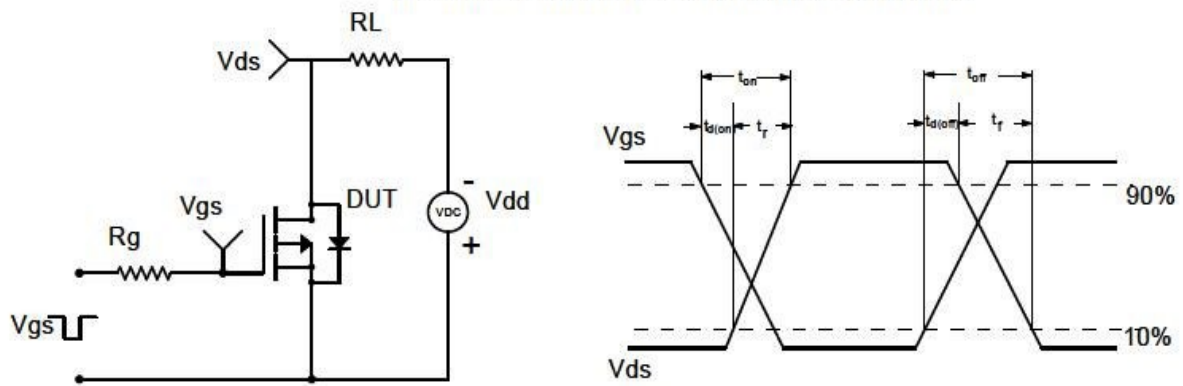 RL
Vds
Vgs
DUT
-
VDC
Vdd
+
Rg
Vgs
ton
toff
td(on)
tr
td(off)
tf
Vgs
90%
10%
Vds